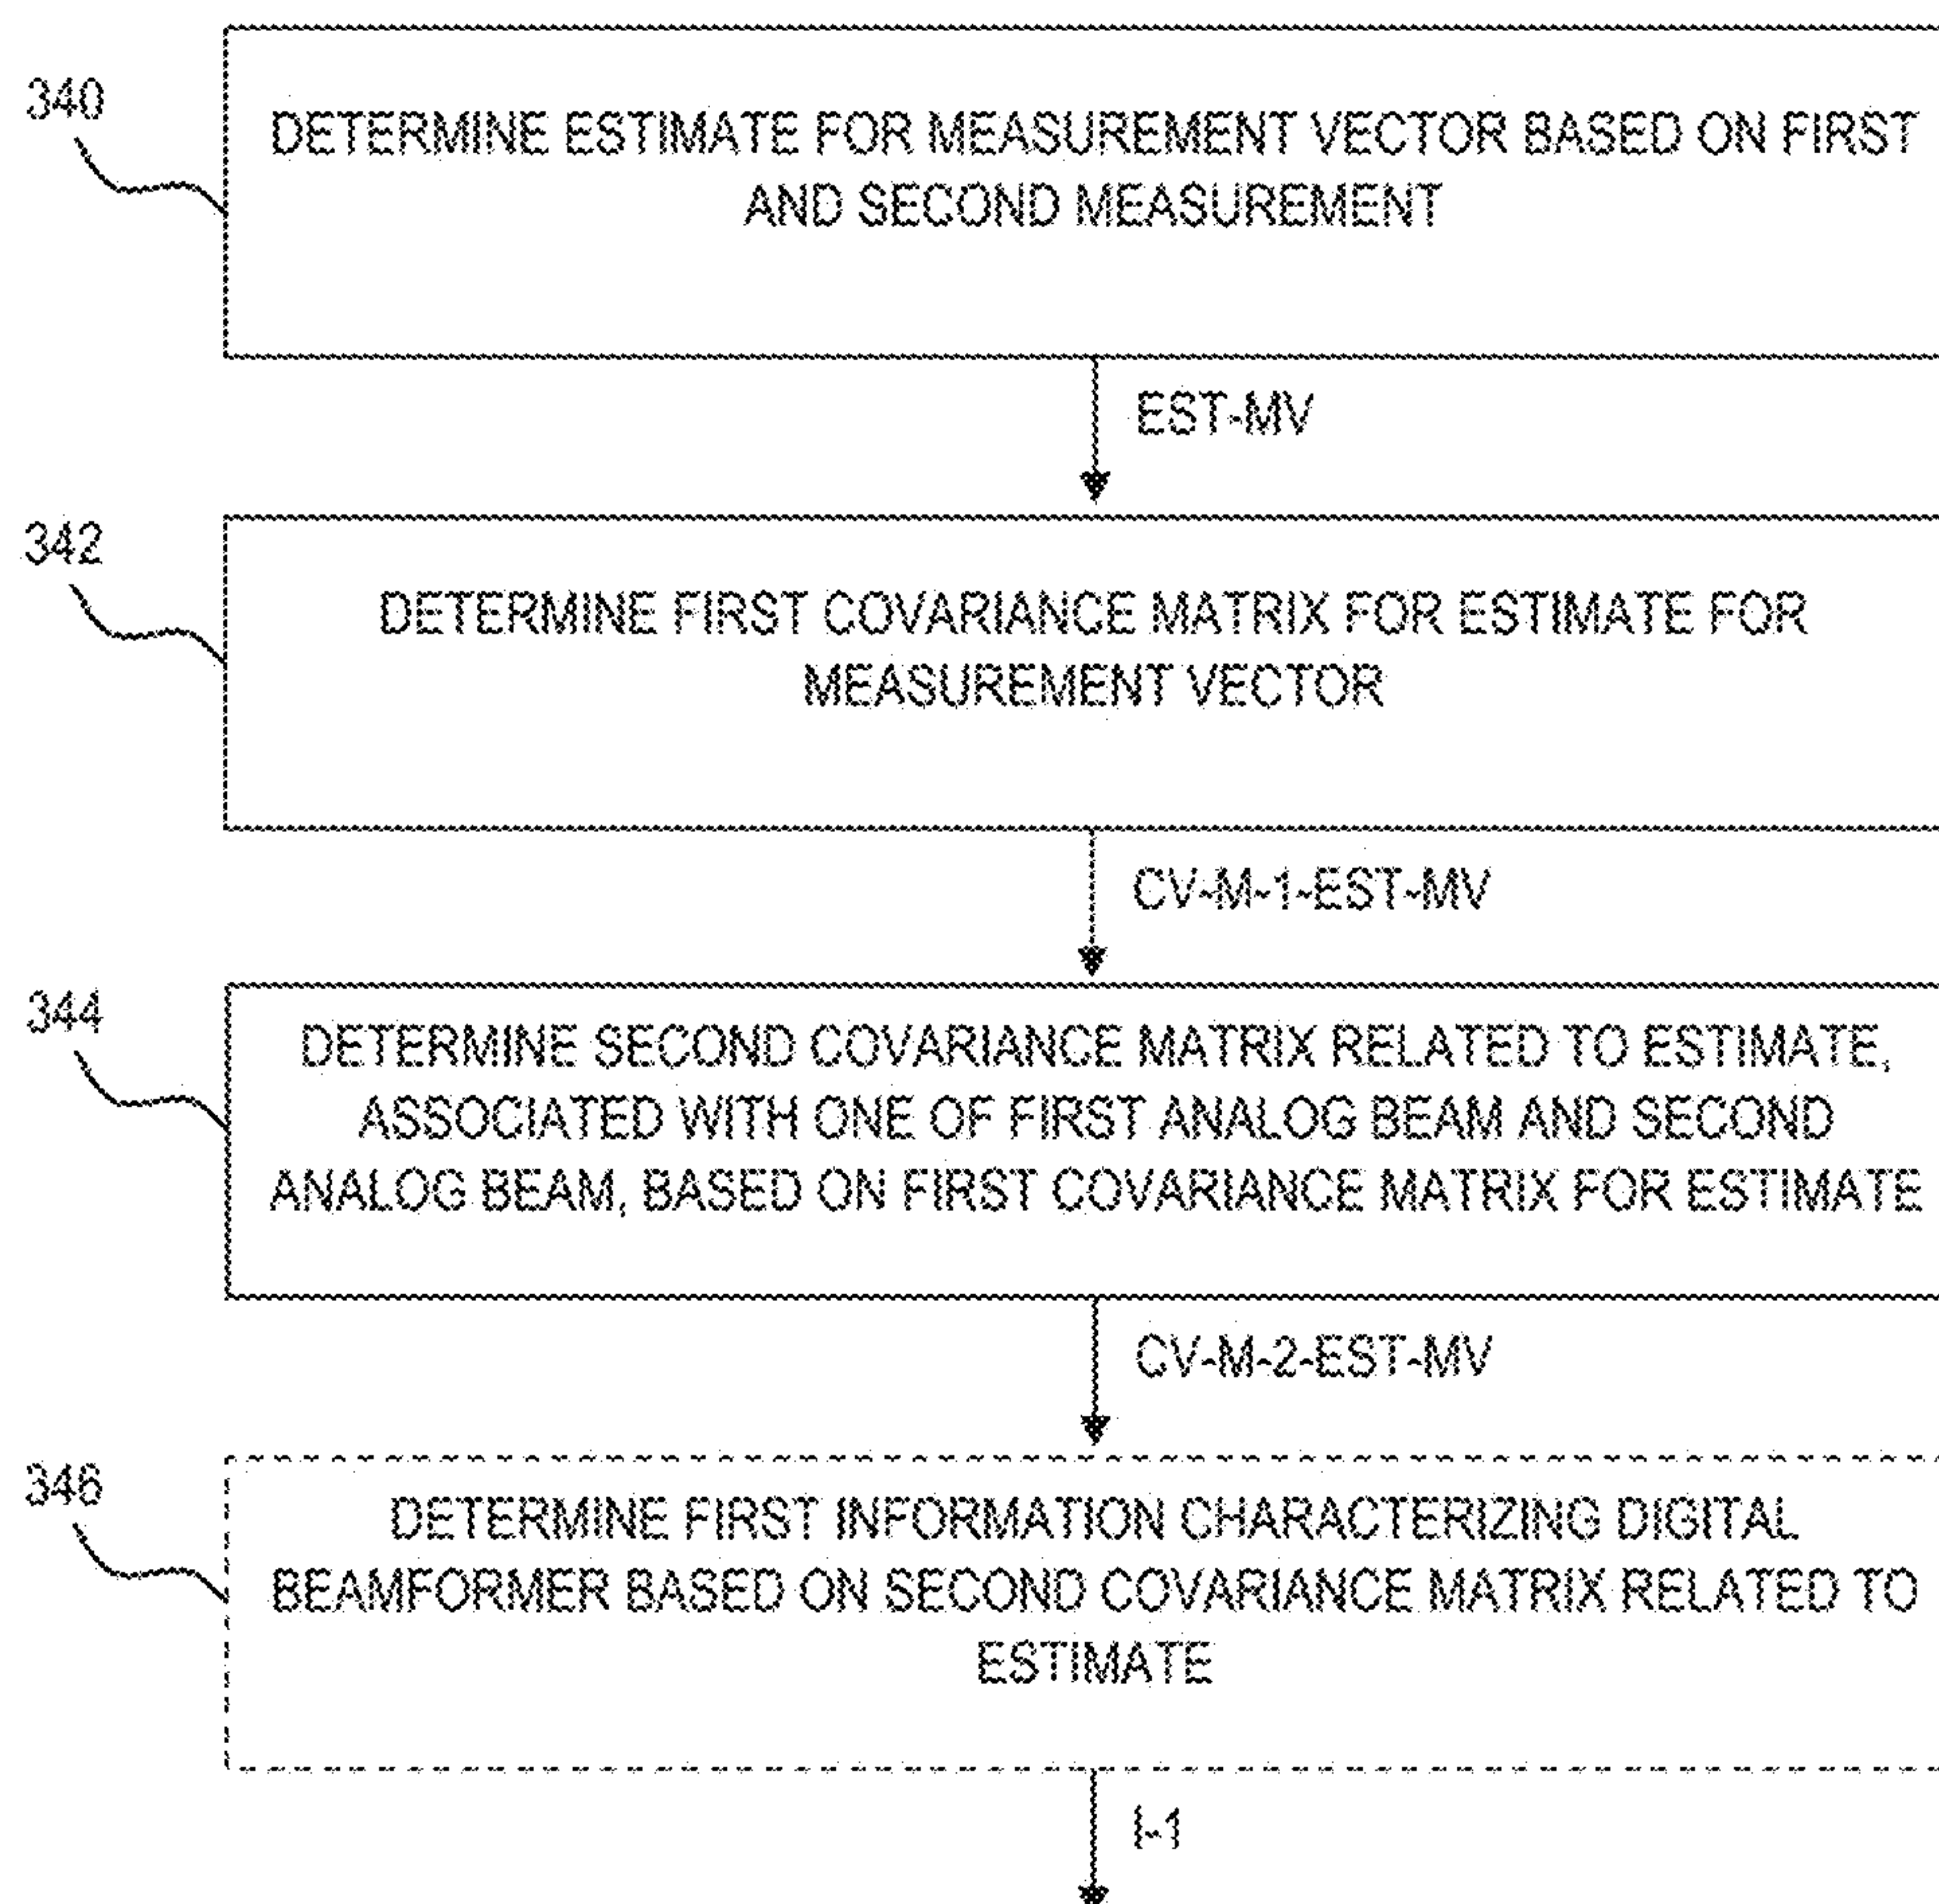 340
DETERMINE ESTIMATE FOR MEASUREMENT VECTOR BASED ON FIRST
AND SECOND MEASUREMENT
EST-MV
342
DETERMINE FIRST COVARIANCE MATRIX FOR ESTIMATE FOR
MEASUREMENT VECTOR
CV-M-1-EST-MV
344
DETERMINE SECOND COVARIANCE MATRIX RELATED TO ESTIMATE,
ASSOCIATED WITH ONE OF FIRST ANALOG BEAM AND SECOND
ANALOG BEAM, BASED ON FIRST COVARIANCE MATRIX FOR ESTIMATE
CV-M-2-EST-MV
346
DETERMINE FIRST INFORMATION CHARACTERIZING DIGITAL
BEAMFORMER BASED ON SECOND COVARIANCE MATRIX RELATED TO
ESTIMATE
I-1